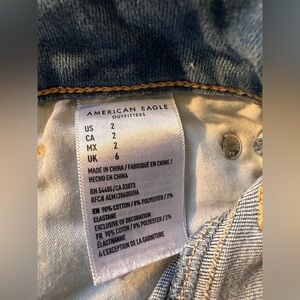 AMERICAN EAGLE
OUTFITTERS
US 2
CA 2
MX 2
UK 6
MADE IN CHINA / FABRIQUÉ EN CHINE /
HECHO EN CHINA
RN 54485/CA 03873
RFC#
EN 90% COTTON / 8% POLYESTER / 2%
ELASTANE
EXCLUSIVE OF DECORATION
FR 90% COTON / 8% POLYESTER / 2%
ÉLASTHANNE
À L'EXCEPTION DE LA GARNITURE